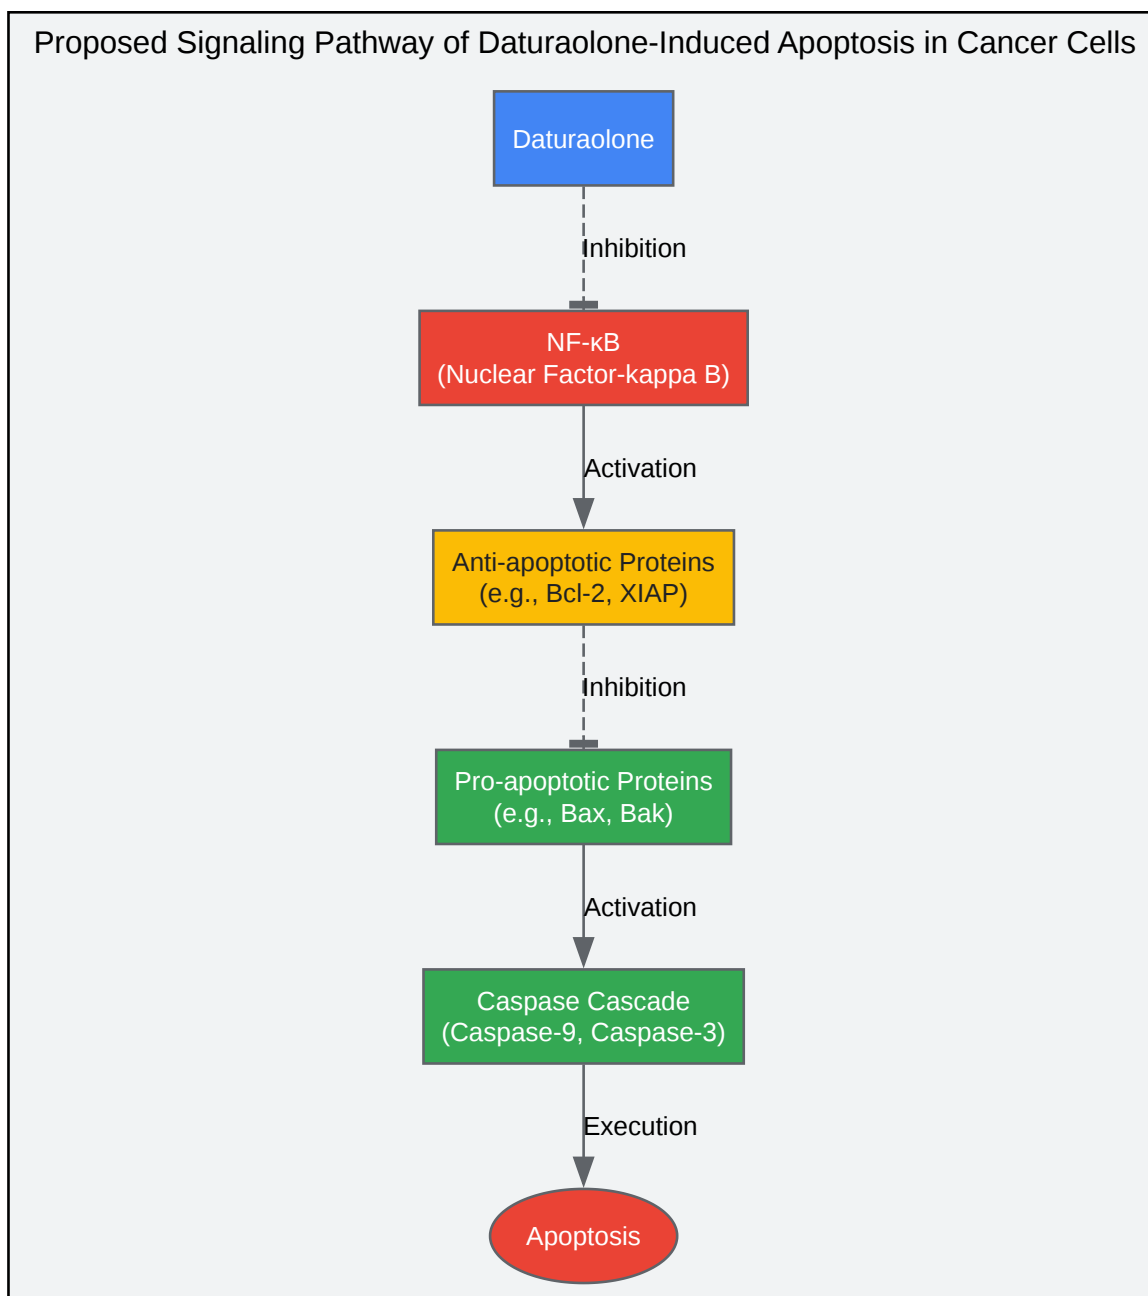 Proposed Signaling Pathway of Daturaolone-Induced Apoptosis in Cancer Cells
Daturaolone
Inhibition
NF-κB
(Nuclear Factor-kappa B)
Activation
Anti-apoptotic Proteins
(e.g., Bcl-2, XIAP)
Inhibition
Pro-apoptotic Proteins
(e.g., Bax, Bak)
Activation
Caspase Cascade
(Caspase-9, Caspase-3)
Execution
Apoptosis